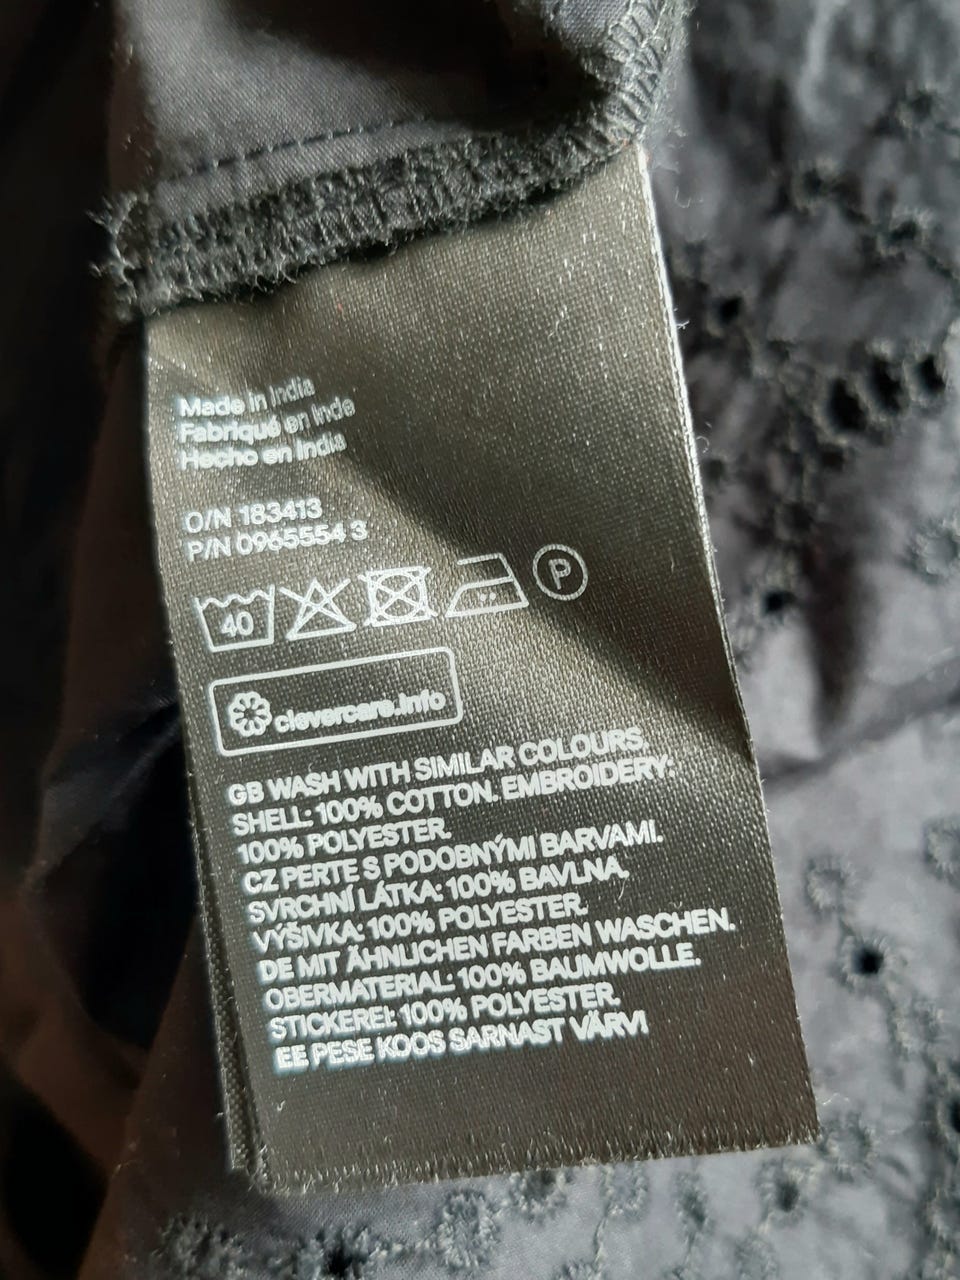 Made in India
Fabriqué en Inde
Hecho en India
O/N 183413
P/N 0965554 3
40 P
clevercare.info
GB WASH WITH SIMILAR COLOURS.
SHELL: 100% COTTON. EMBROIDERY:
100% POLYESTER.
CZ PERTE S PODOBNÝMI BARVAMI.
SVRCHNÍ LÁTKA: 100% BAVLNA.
VÝŠIVKA: 100% POLYESTER.
DE MIT ÄHNLICHEN FARBEN WASCHEN.
OBERMATERIAL: 100% BAUMWOLLE.
STICKEREI: 100% POLYESTER.
EE PESE KOOS SARNAST VÄRVI